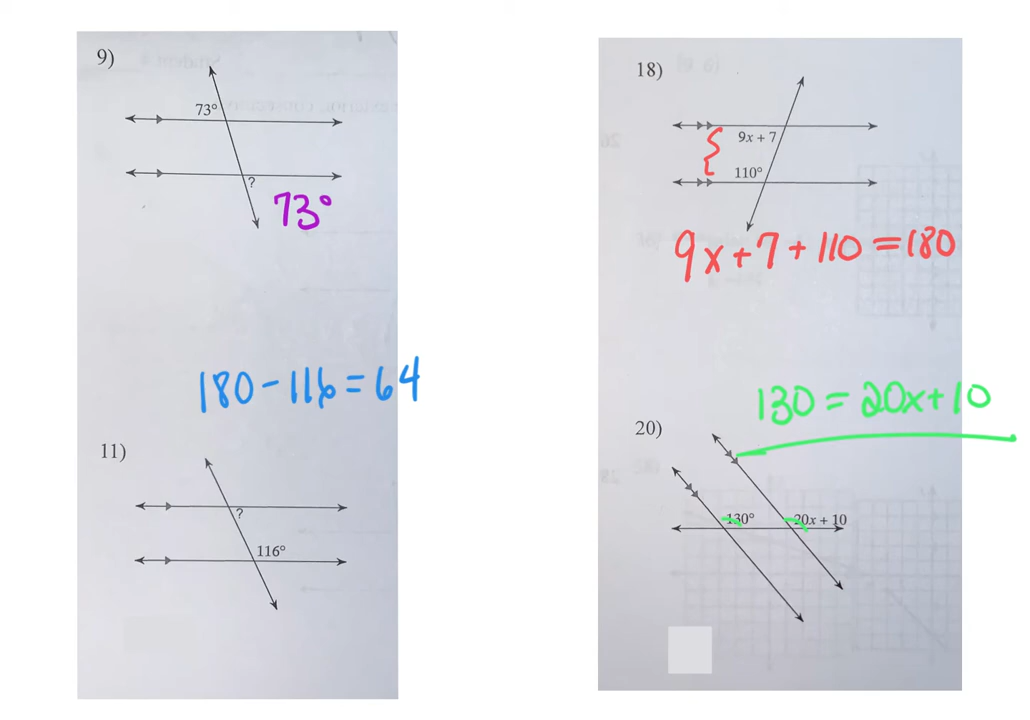 9)
73°
?
73°
180 - 116 = 64
11)
?
116°
18)
9x + 7
110°
9x + 7 + 110 = 180
130 = 20x + 10
20)
130°
20x + 10